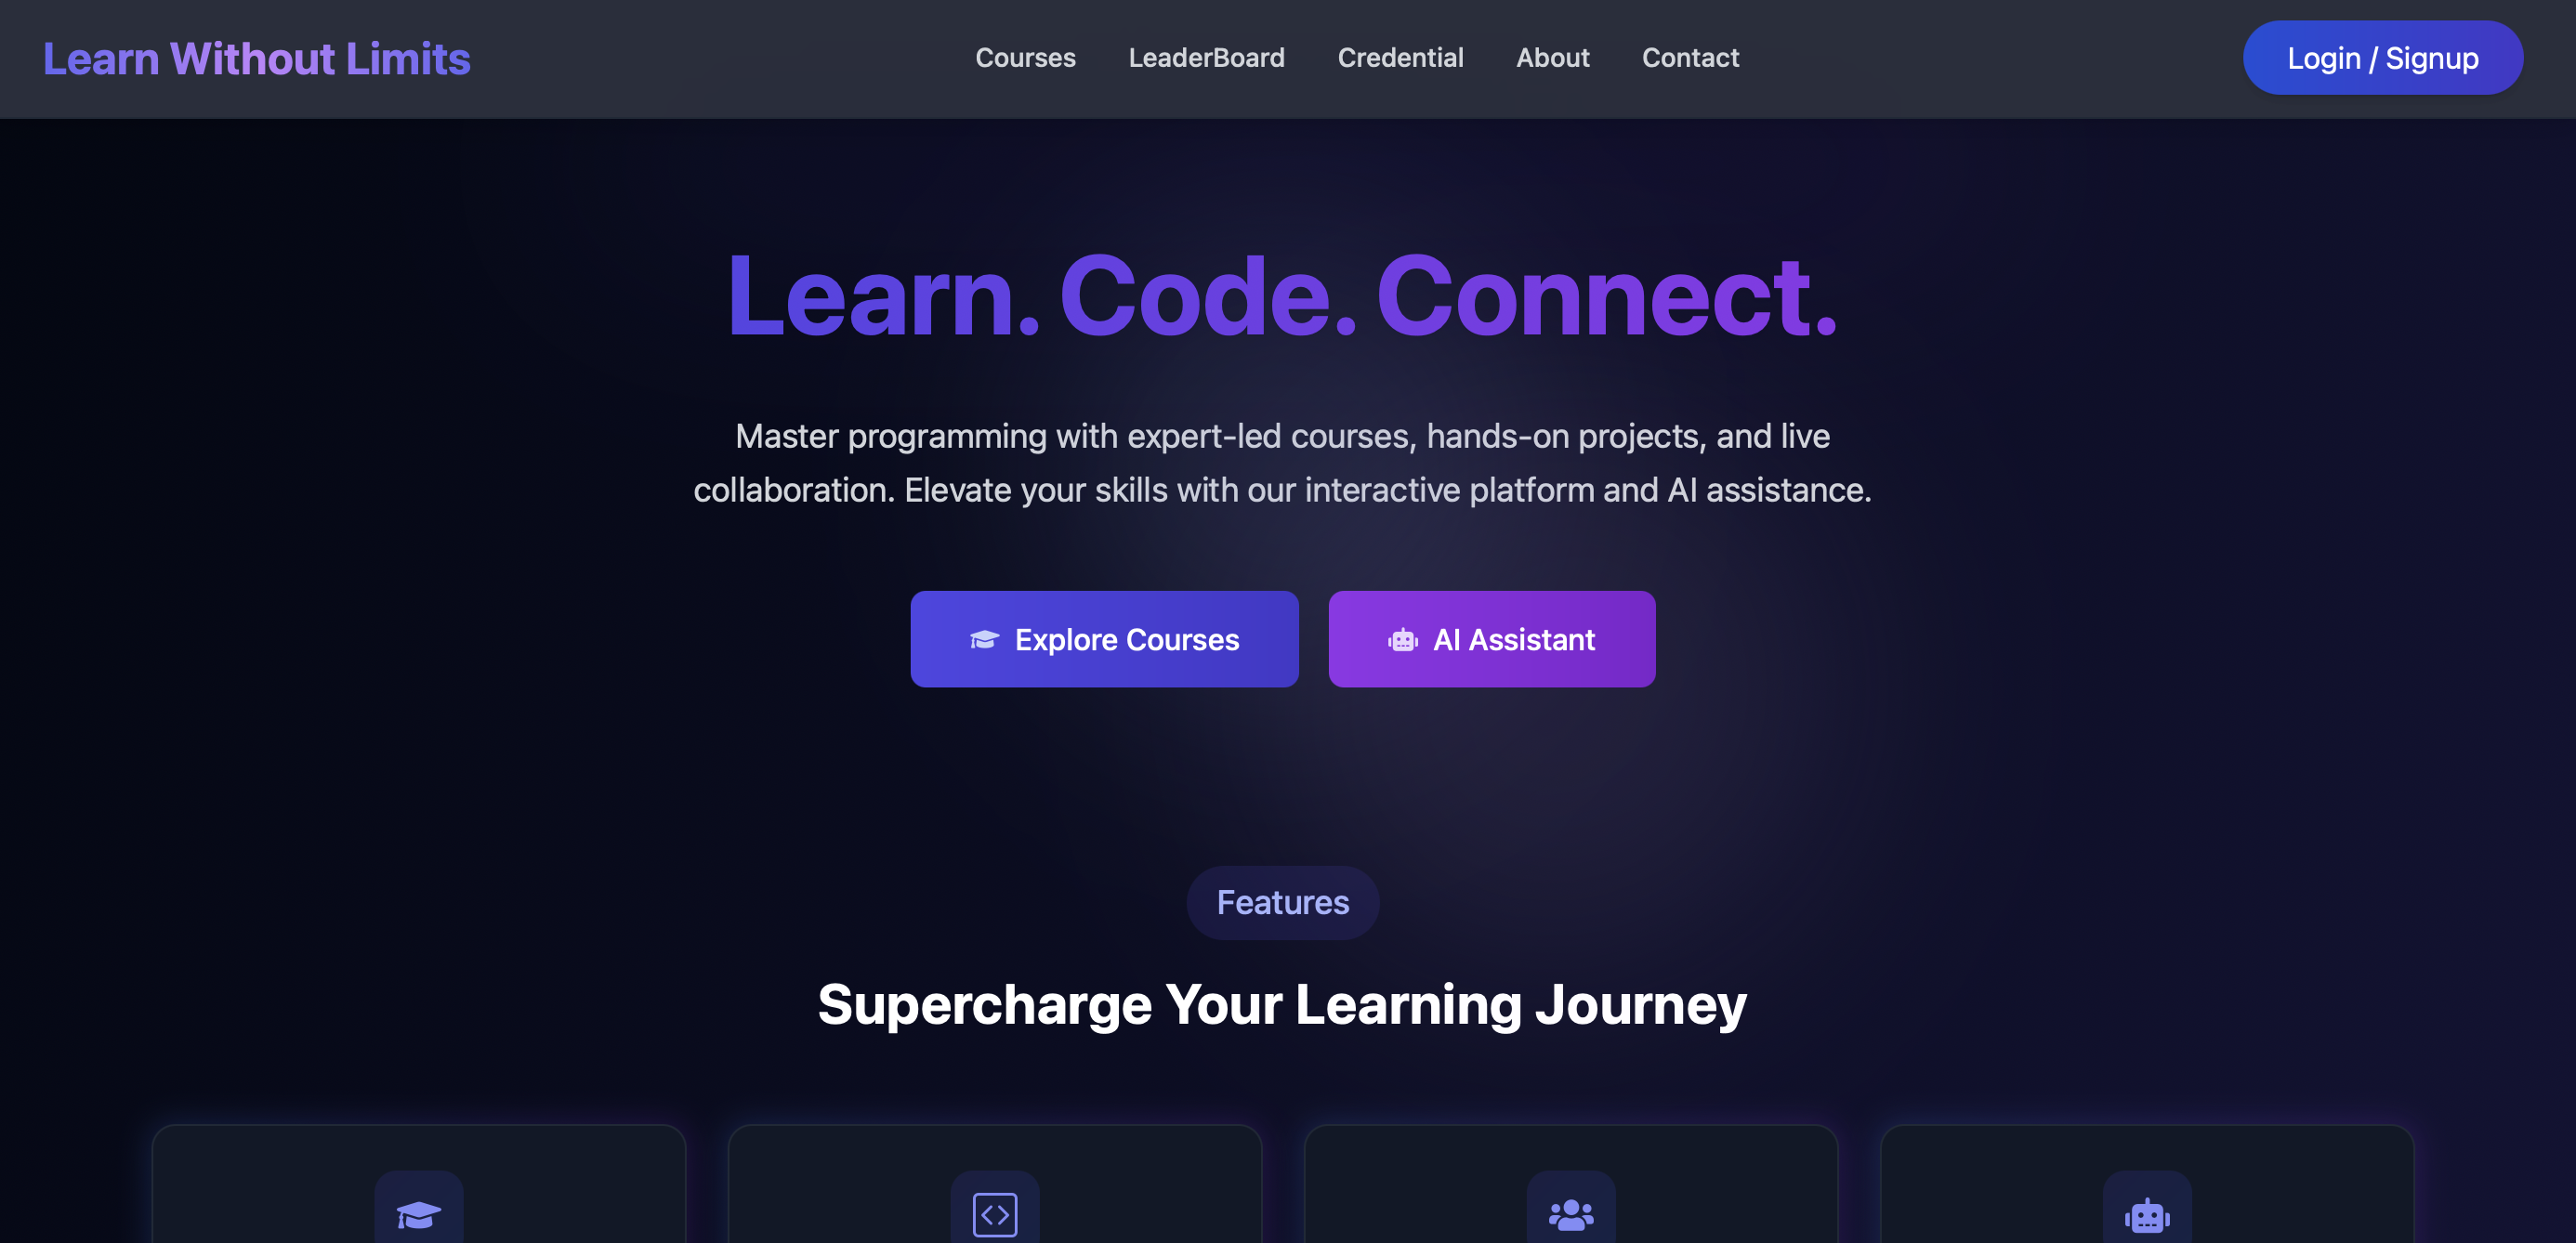 Learn Without Limits
Courses
LeaderBoard
Credential
About
Contact
Login / Signup
Learn. Code. Connect.
Master programming with expert-led courses, hands-on projects, and live
collaboration. Elevate your skills with our interactive platform and AI assistance.
Explore Courses
AI Assistant
Features
Supercharge Your Learning Journey